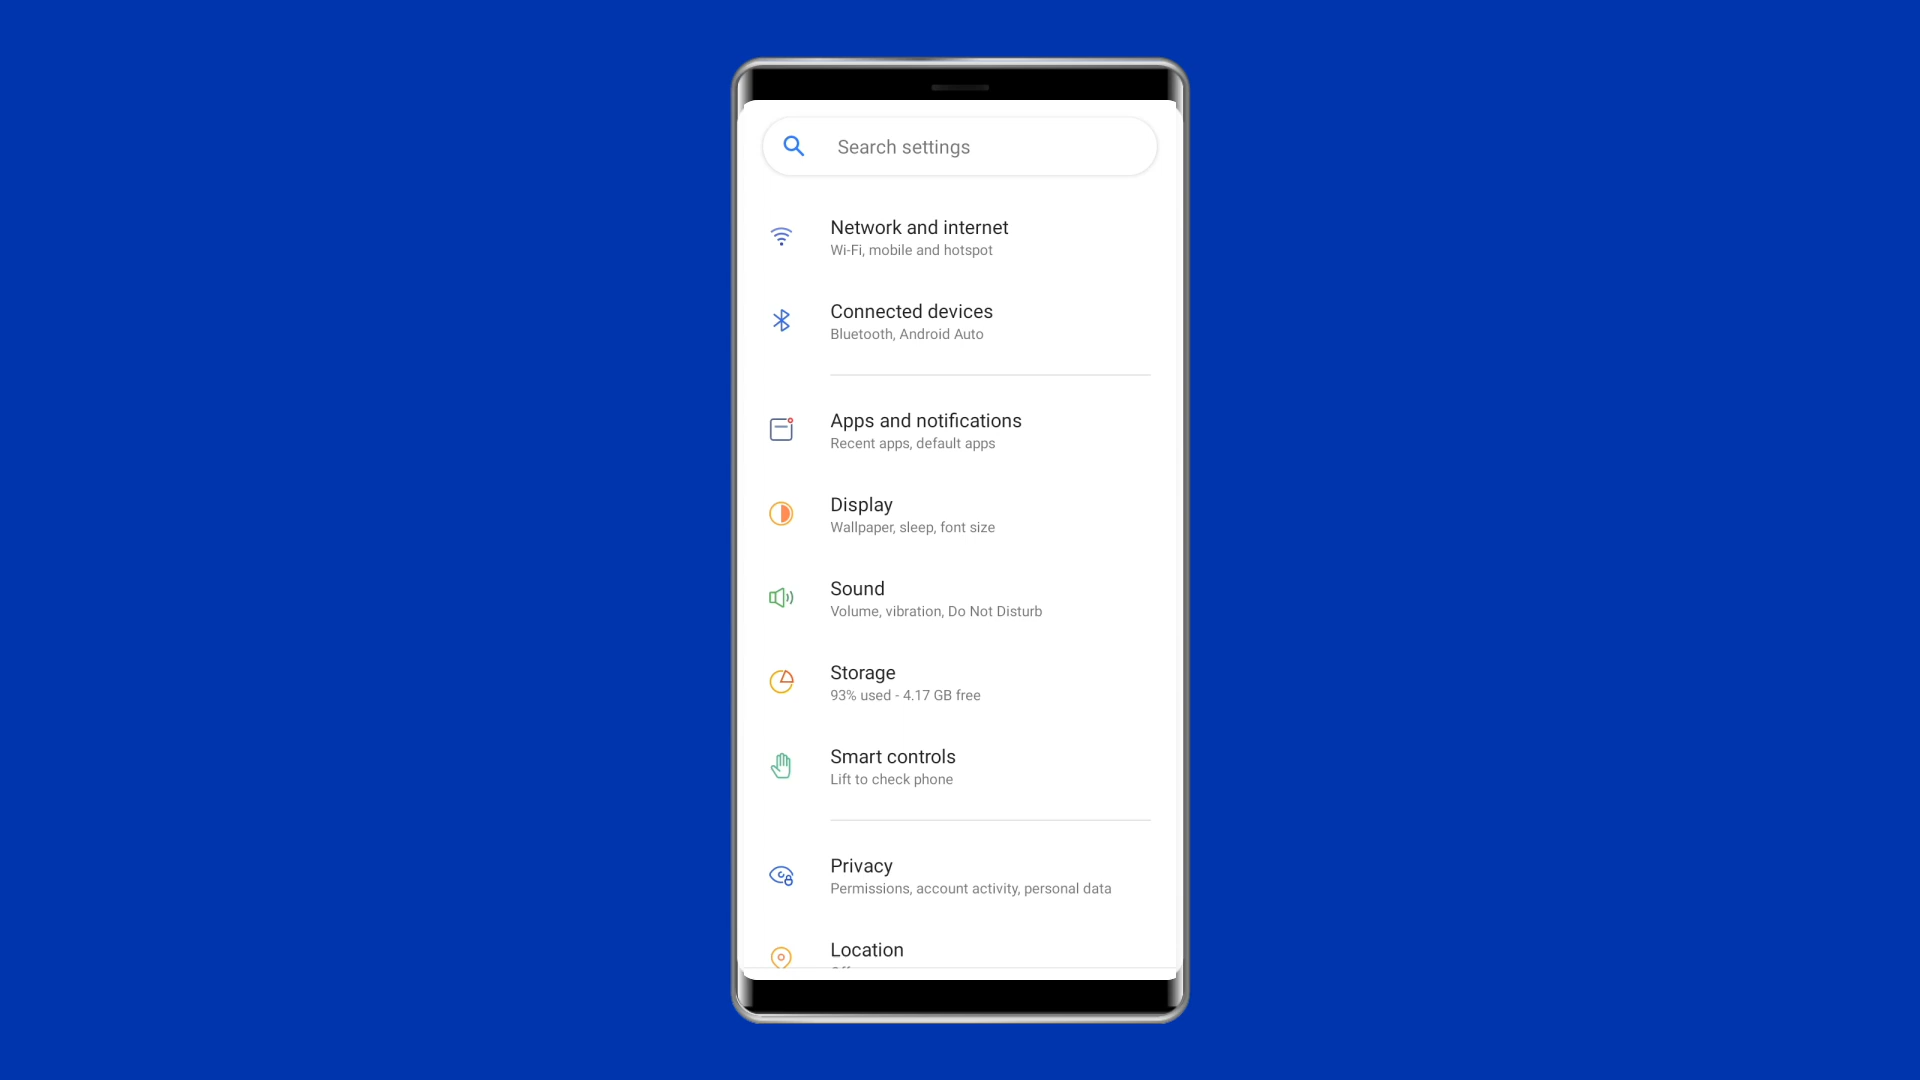 Search settings
Network and internet
Wi-Fi, mobile and hotspot
Connected devices
Bluetooth, Android Auto
Apps and notifications
Recent apps, default apps
Display
Wallpaper, sleep, font size
Sound
Volume, vibration, Do Not Disturb
Storage
93% used - 4.17 GB free
Smart controls
Lift to check phone
Privacy
Permissions, account activity, personal data
Location